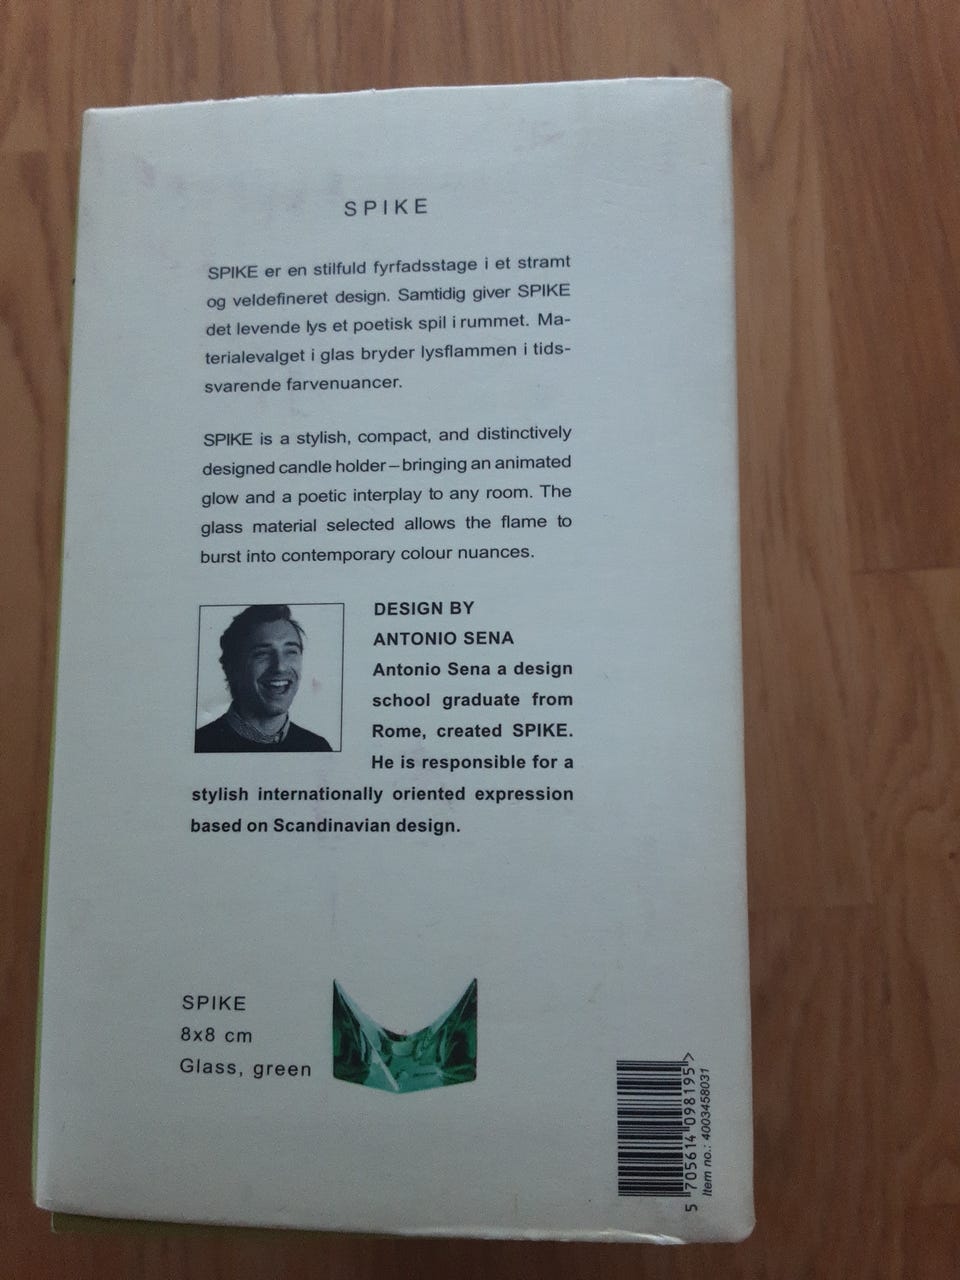 SPIKE
SPIKE er en stilfuld fyrfadsstage i et stramt
og veldefineret design. Samtidig giver SPIKE
det levende lys et poetisk spil i rummet. Ma-
terialevalget i glas bryder lysflammen i tids-
svarende farvenuancer.
SPIKE is a stylish, compact, and distinctively
designed candle holder – bringing an animated
glow and a poetic interplay to any room. The
glass material selected allows the flame to
burst into contemporary colour nuances.
DESIGN BY
ANTONIO SENA
Antonio Sena a design
school graduate from
Rome, created SPIKE.
He is responsible for a
stylish internationally oriented expression
based on Scandinavian design.
SPIKE
8x8 cm
Glass, green
5 705614 098195 >
Item no.: 4003458031